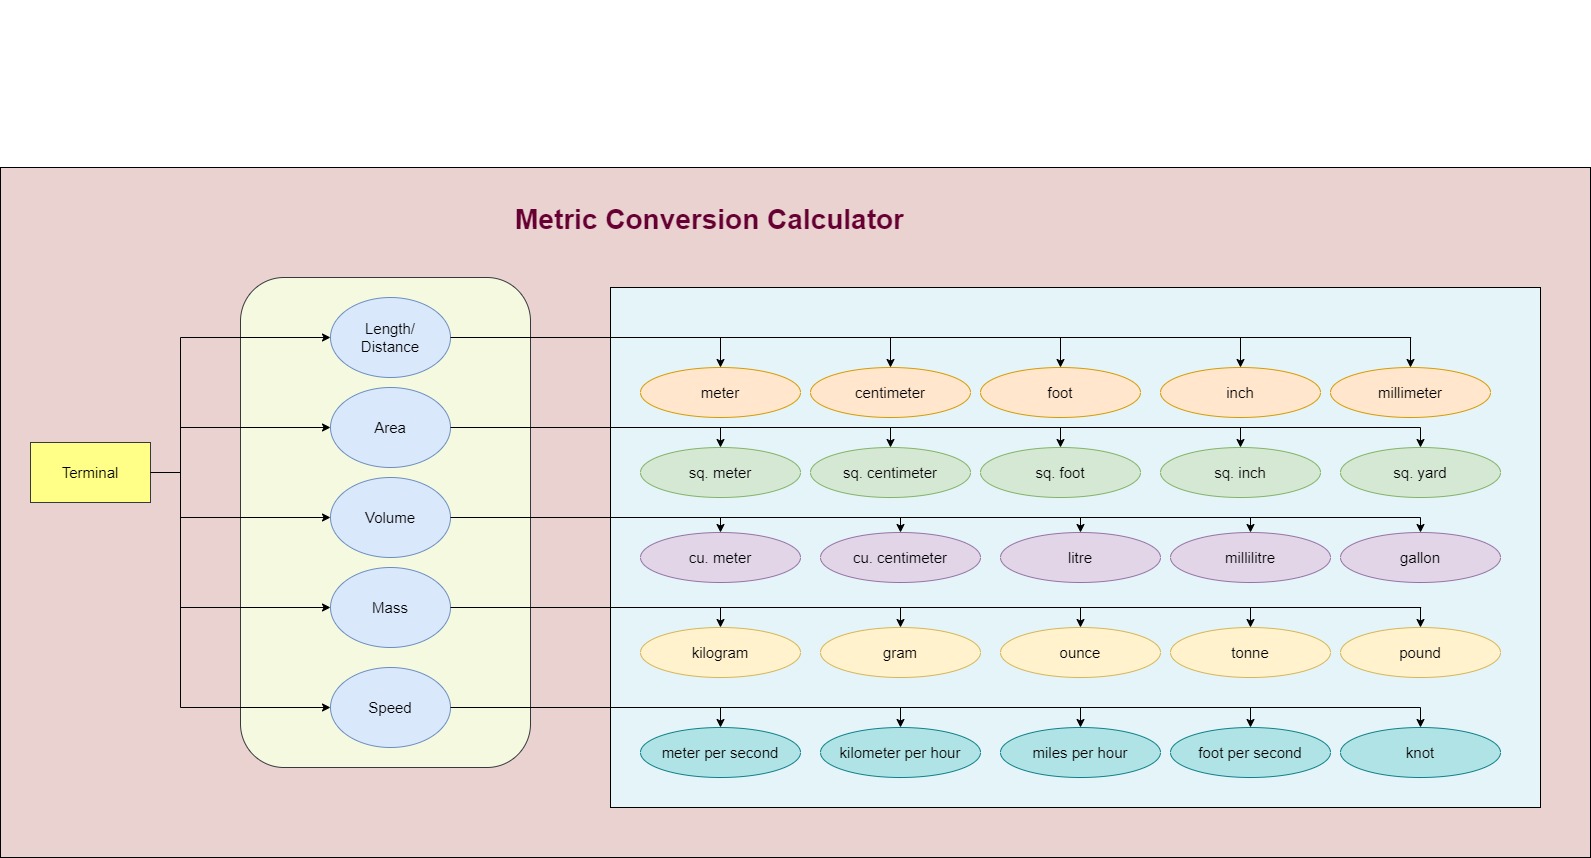 Metric Conversion Calculator
Length/
Distance
meter
centimeter
foot
inch
millimeter
Area
Terminal
sq. meter
sq. centimeter
sq. foot
sq. inch
sq. yard
Volume
cu. meter
cu. centimeter
litre
millilitre
gallon
Mass
kilogram
gram
ounce
tonne
pound
Speed
meter per second
kilometer per hour
miles per hour
foot per second
knot